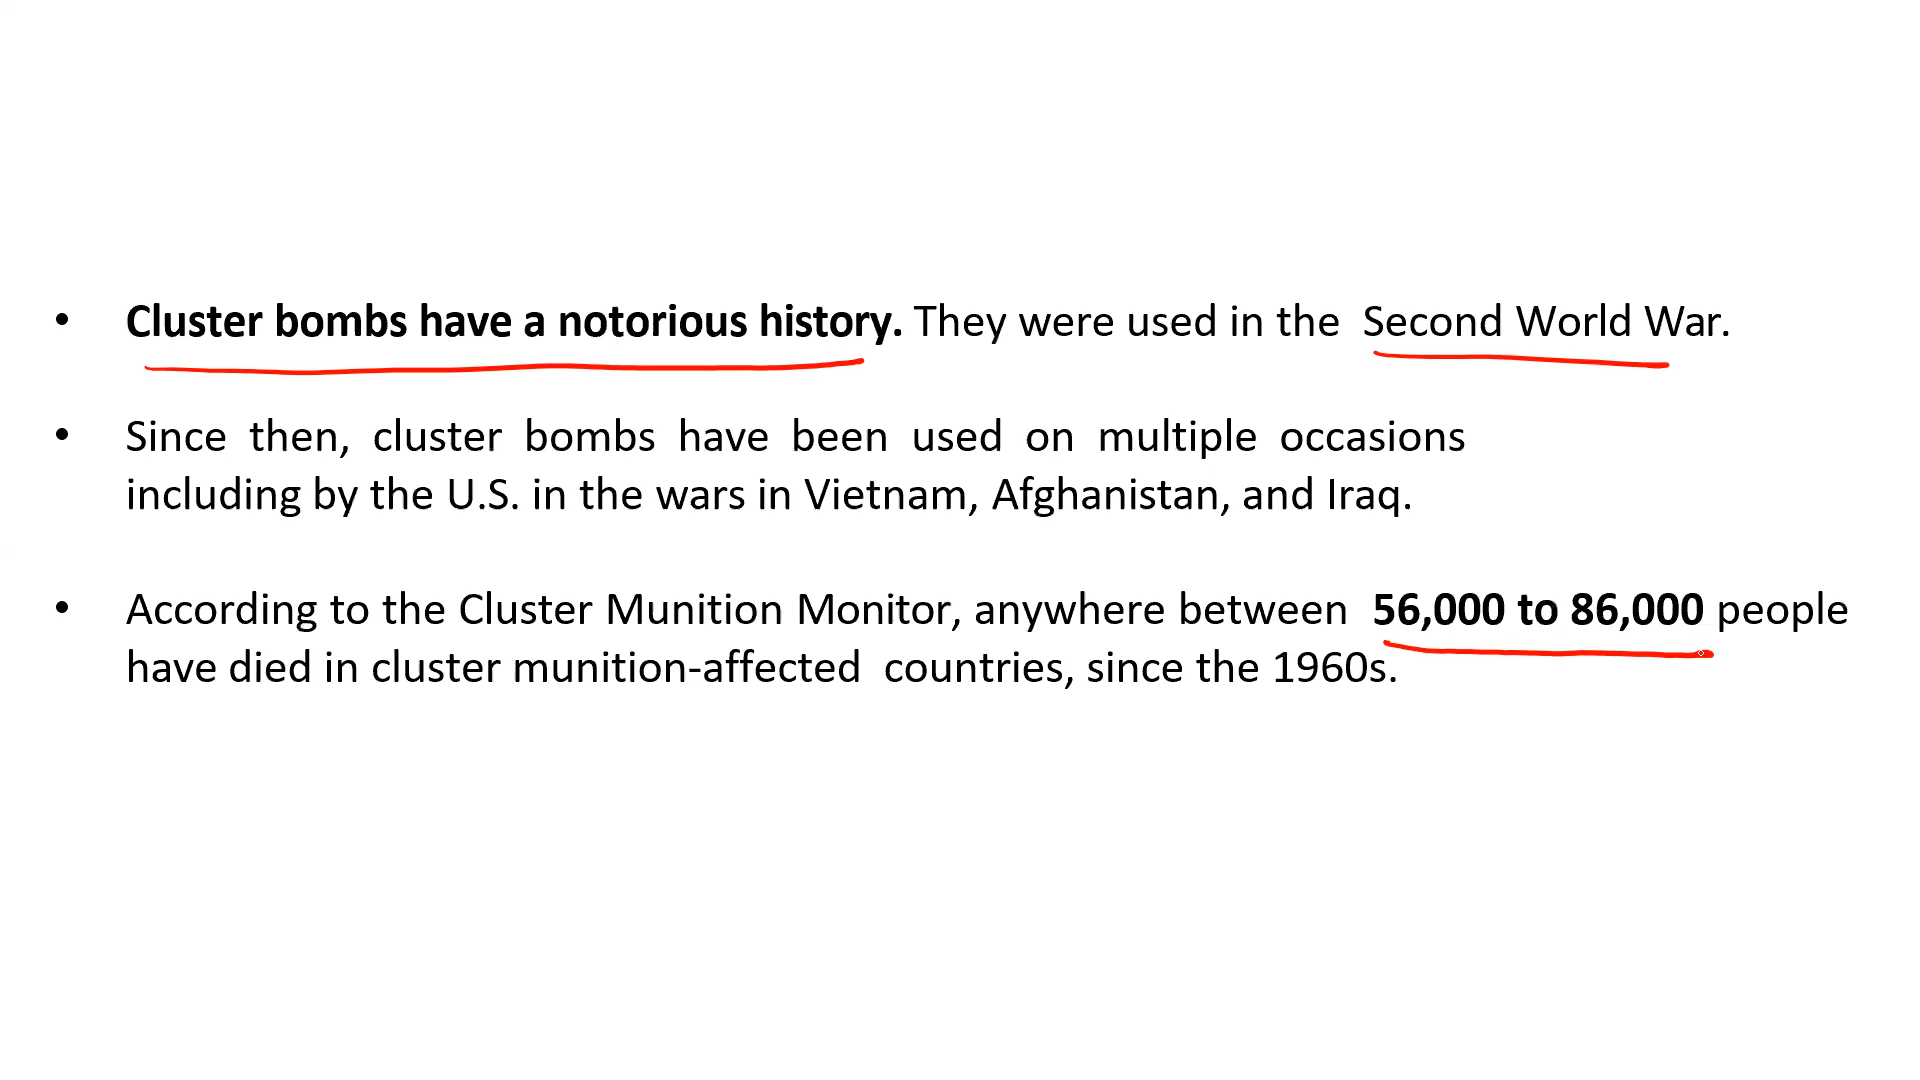 • Cluster bombs have a notorious history. They were used in the Second World War.
• Since then, cluster bombs have been used on multiple occasions
including by the U.S. in the wars in Vietnam, Afghanistan, and Iraq.
• According to the Cluster Munition Monitor, anywhere between 56,000 to 86,000 people
have died in cluster munition-affected countries, since the 1960s.